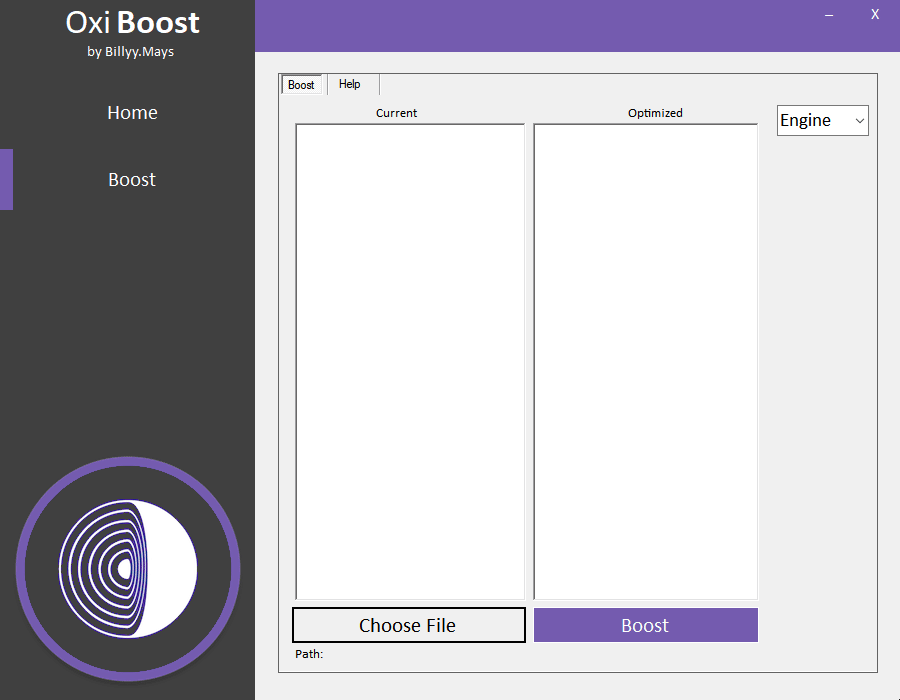 Oxi Boost
by Billyy.Mays
Home
Boost
– X
Boost Help
Current Optimized
Engine
Choose File Boost
Path: